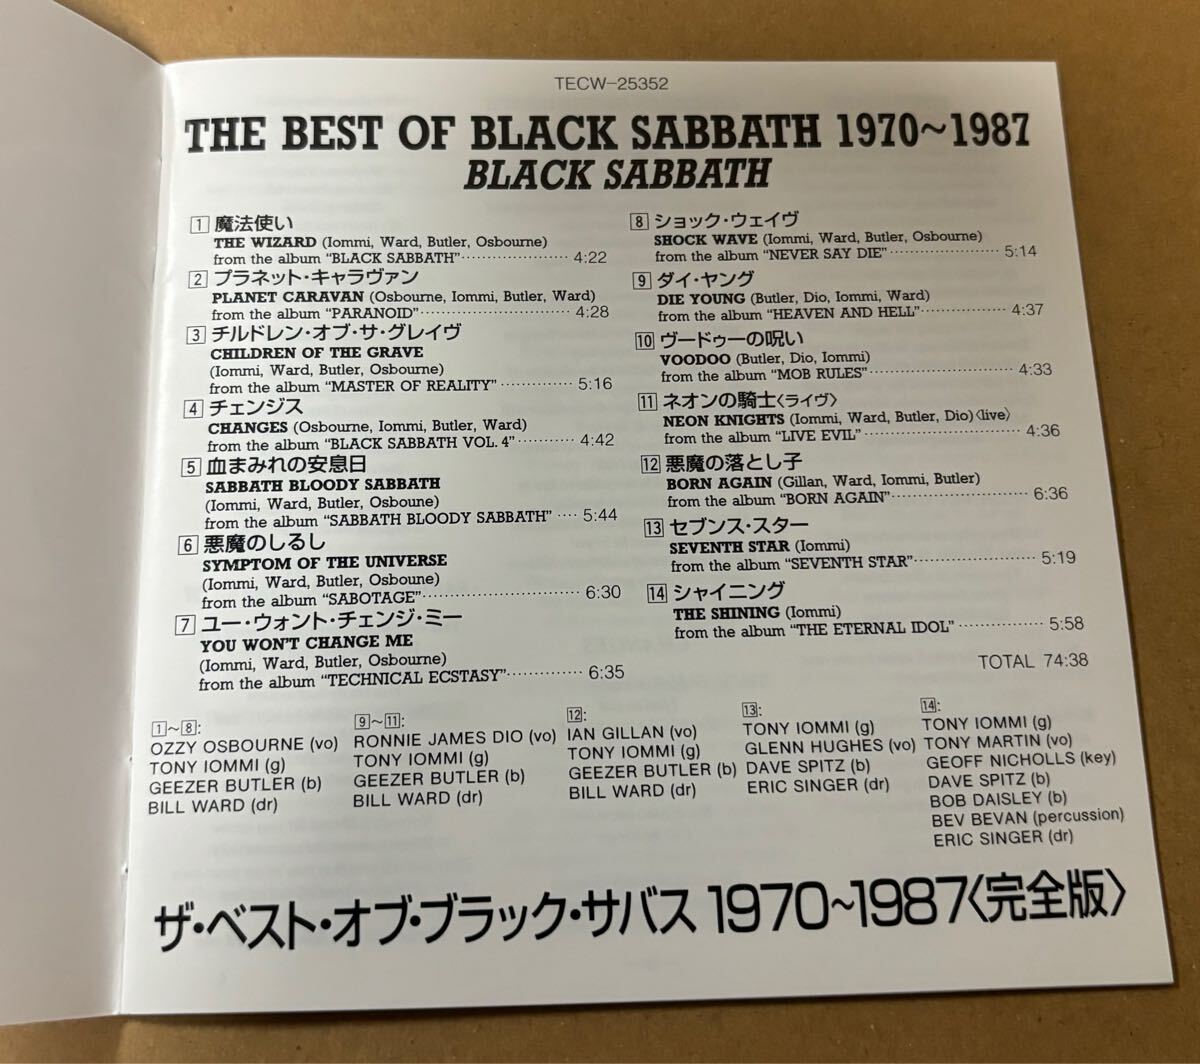 TECW-25352
THE BEST OF BLACK SABBATH 1970~1987
BLACK SABBATH
1 魔法使い
THE WIZARD (Iommi, Ward, Butler, Osbourne)
from the album "BLACK SABBATH" 4:22
2 プラネット・キャラヴァン
PLANET CARAVAN (Osbourne, Iommi, Butler, Ward)
from the album "PARANOID" 4:28
3 チルドレン・オブ・サ・グレイヴ
CHILDREN OF THE GRAVE
(Iommi, Ward, Butler, Osbourne)
from the album "MASTER OF REALITY" 5:16
4 チェンジス
CHANGES (Osbourne, Iommi, Butler, Ward)
from the album "BLACK SABBATH VOL. 4" 4:42
5 血まみれの安息日
SABBATH BLOODY SABBATH
(Iommi, Ward, Butler, Osboune)
from the album "SABBATH BLOODY SABBATH" 5:44
6 悪魔のしるし
SYMPTOM OF THE UNIVERSE
(Iommi, Ward, Butler, Osboune)
from the album "SABOTAGE" 6:30
7 ユー・ウォント・チェンジ・ミー
YOU WON'T CHANGE ME
(Iommi, Ward, Butler, Osbourne)
from the album "TECHNICAL ECSTASY" 6:35
8 ショック・ウェイヴ
SHOCK WAVE (Iommi, Ward, Butler, Osbourne)
from the album "NEVER SAY DIE" 5:14
9 ダイ・ヤング
DIE YOUNG (Butler, Dio, Iommi, Ward)
from the album "HEAVEN AND HELL" 4:37
10 ヴードゥーの呪い
VOODOO (Butler, Dio, Iommi)
from the album "MOB RULES" 4:33
11 ネオンの騎士〈ライヴ〉
NEON KNIGHTS (Iommi, Ward, Butler, Dio)〈live〉
from the album "LIVE EVIL" 4:36
12 悪魔の落とし子
BORN AGAIN (Gillan, Ward, Iommi, Butler)
from the album "BORN AGAIN" 6:36
13 セブンス・スター
SEVENTH STAR (Iommi)
from the album "SEVENTH STAR" 5:19
14 シャイニング
THE SHINING (Iommi)
from the album "THE ETERNAL IDOL" 5:58
TOTAL 74:38
1~8:
OZZY OSBOURNE (vo)
TONY IOMMI (g)
GEEZER BUTLER (b)
BILL WARD (dr)
9~11:
RONNIE JAMES DIO (vo)
TONY IOMMI (g)
GEEZER BUTLER (b)
BILL WARD (dr)
12:
IAN GILLAN (vo)
TONY IOMMI (g)
GEEZER BUTLER (b)
BILL WARD (dr)
13:
TONY IOMMI (g)
GLENN HUGHES (vo)
DAVE SPITZ (b)
ERIC SINGER (dr)
14:
TONY IOMMI (g)
TONY MARTIN (vo)
GEOFF NICHOLLS (key)
DAVE SPITZ (b)
BOB DAISLEY (b)
BEV BEVAN (percussion)
ERIC SINGER (dr)
ザ・ベスト・オブ・ブラック・サバス 1970~1987〈完全版〉